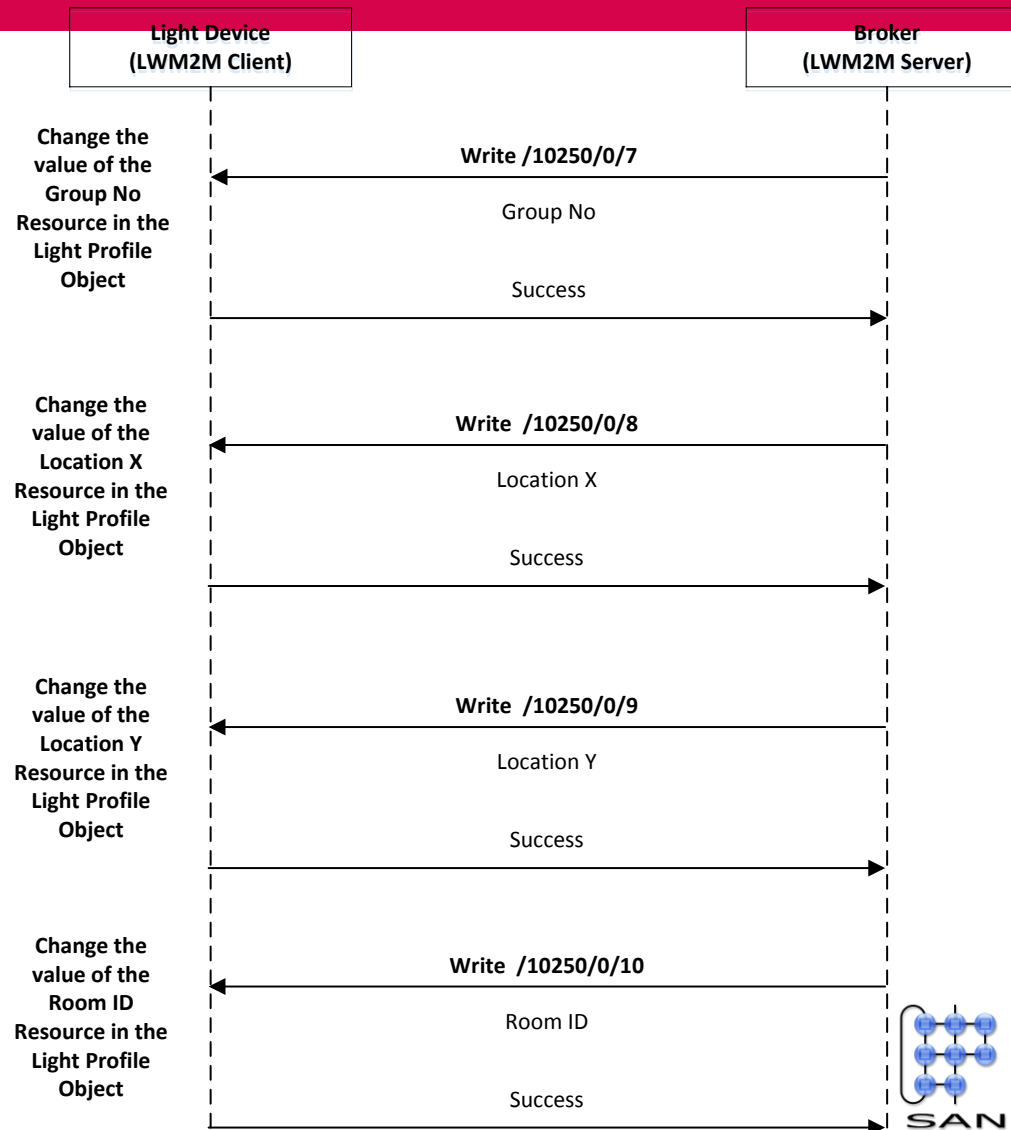 Light Device
(LWM2M Client)
Broker
(LWM2M Server)
Change the
value of the
Group No
Resource in the
Light Profile
Object
Write /10250/0/7
Group No
Success
Change the
value of the
Location X
Resource in the
Light Profile
Object
Write /10250/0/8
Location X
Success
Change the
value of the
Location Y
Resource in the
Light Profile
Object
Write /10250/0/9
Location Y
Success
Change the
value of the
Room ID
Resource in the
Light Profile
Object
Write /10250/0/10
Room ID
Success
SAN